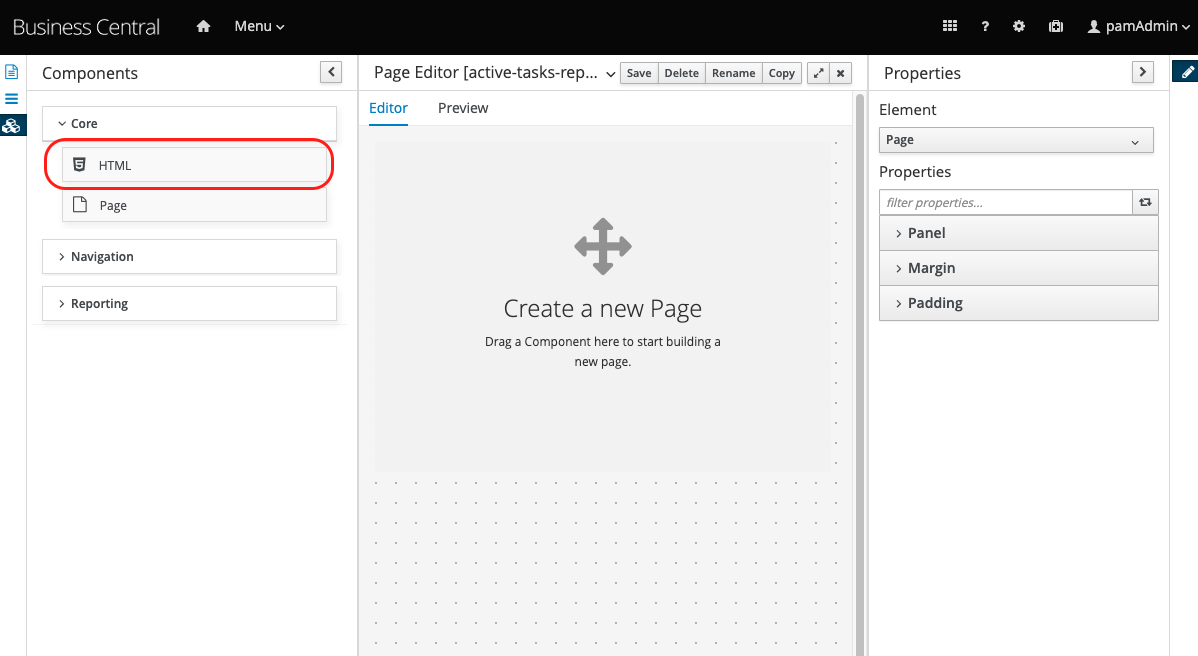 Business Central
Menu
?
pamAdmin
Components
Core
HTML
Page
Navigation
Reporting
Page Editor [active-tasks-rep...
Save
Delete
Rename
Copy
Editor
Preview
Create a new Page
Drag a Component here to start building a
new page.
Properties
Element
Page
Properties
filter properties...
Panel
Margin
Padding